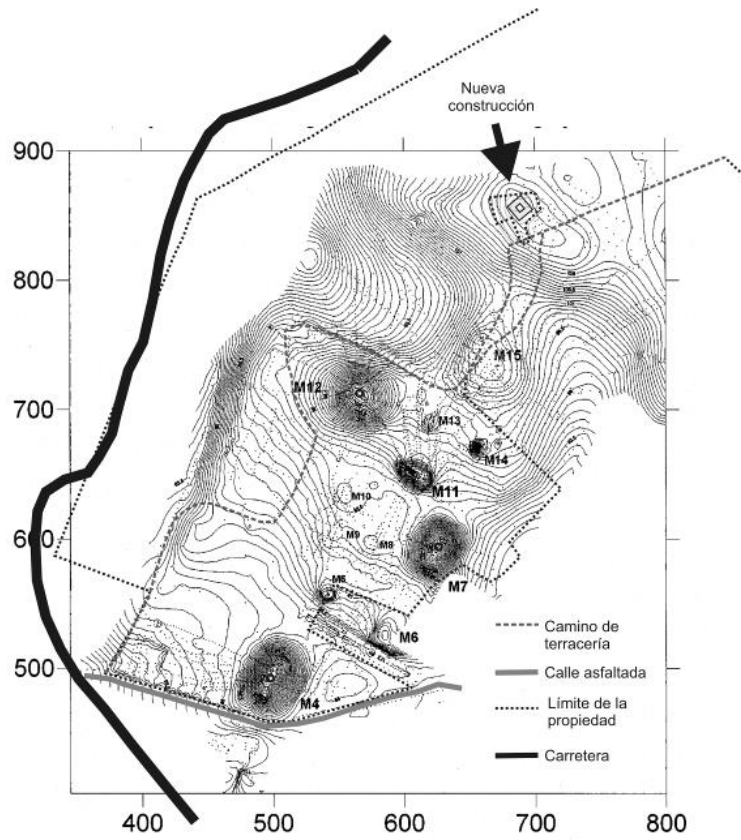 Nueva
construcción
900
800
M15
M12
700
M13
M14
M11
M10
600
M9
M8
M7
M5
M6
Camino de
terracería
500
Calle asfaltada
M4
Límite de la
propiedad
Carretera
400
500
600
700
800